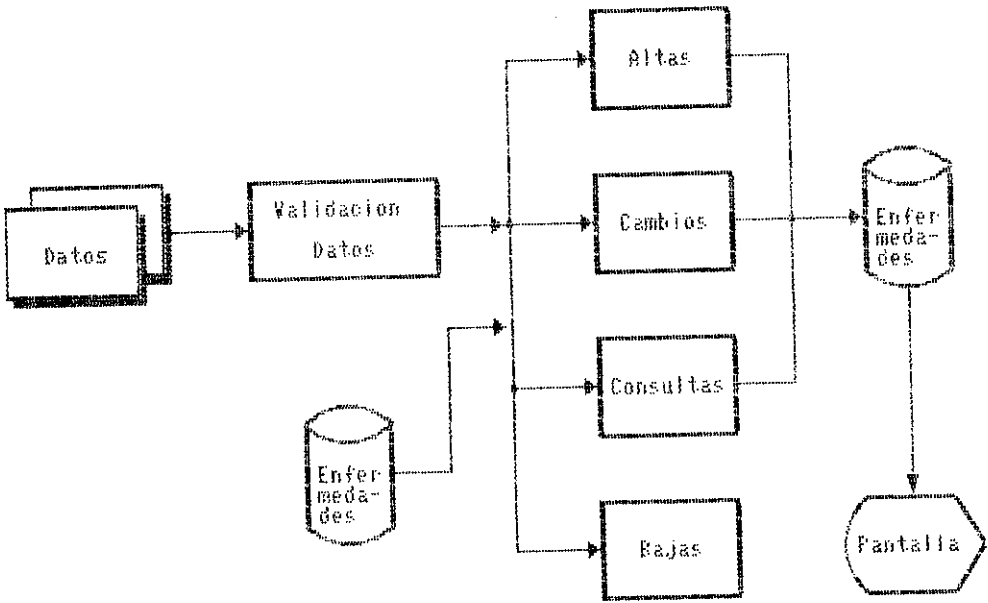 Altas
Validacion
Datos
Datos
Cambios
Enfer
meda-
des
Consultas
Enfer
meda-
des
Bajas
Pantalla